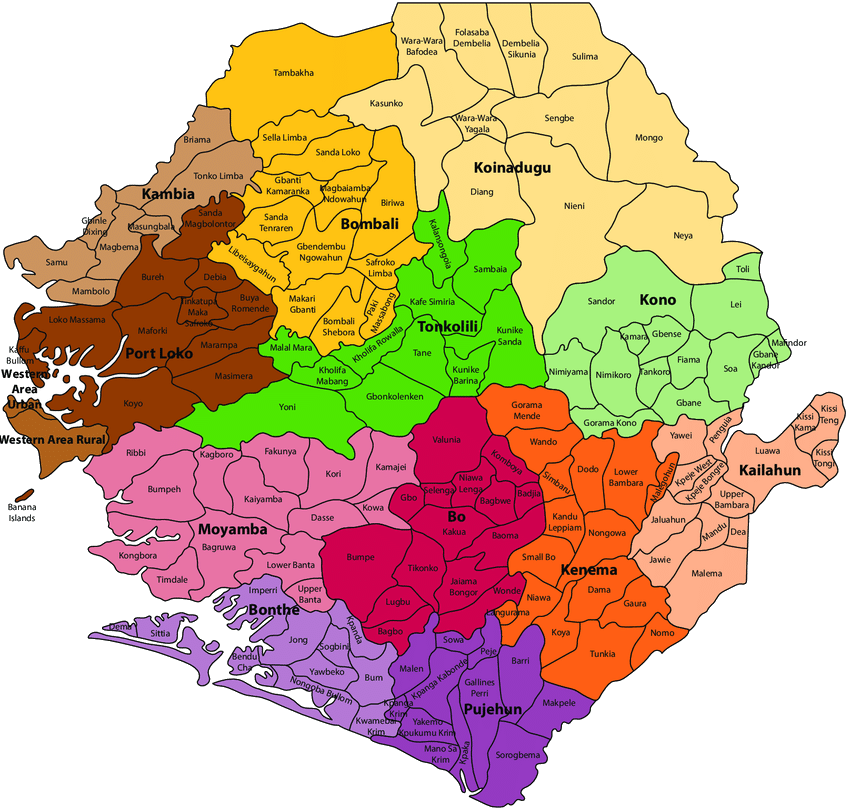 Wara-Wara
Bafodea
Folasaba
Dembelia
Dembelia
Sikunia
Sulima
Tambakha
Kasunko
Wara-Wara
Yagala
Sengbe
Mongo
Koinadugu
Diang
Nieni
Neya
Briama
Tonko Limba
Kambia
Gbinle
Dixing
Masungbala
Magbema
Samu
Mambolo
Sella Limba
Sanda Loko
Gbanti
Kamaranka
Magbaiamba
Ndowahun
Biriwa
Sanda
Tenraren
Bombali
Gbendembu
Ngowahun
Libeisaygahun
Safroko
Limba
Makari
Gbanti
Bombali
Shebora
Paki
Massabong
Sanda
Magbolontor
Bureh
Debia
Tinkatupa
Maka
Safroko
Buya
Romende
Loko Massama
Maforki
Marampa
Port Loko
Masimera
Kaffu
Bullom
Koyo
Western
Area
Urban
Western Area Rural
Banana
Islands
Kalansongoia
Sambaia
Kafe Simiria
Tonkolili
Kunike
Sanda
Malal Mara
Kholifa Rowalla
Tane
Kholifa
Mabang
Kunike
Barina
Gbonkolenken
Yoni
Toli
Sandor
Kono
Lei
Kamara
Gbense
Mafindor
Gbane
Kandor
Nimiyama
Nimikoro
Tankoro
Fiama
Soa
Gbane
Gorama Kono
Kissi
Teng
Kissi
Kama
Kissi
Tongi
Yawei
Penguia
Luawa
Kailahun
Kpeje West
Kpeje Bongre
Upper
Bambara
Jaluahun
Mandu
Dea
Jawie
Malema
Gorama
Mende
Wando
Simbaru
Dodo
Lower
Bambara
Malegohun
Kandu
Leppiam
Nongowa
Small Bo
Kenema
Dama
Niawa
Gaura
Langurama
Koya
Nomo
Tunkia
Valunia
Komboya
Niawa
Lenga
Selenga
Gbo
Bagbwe
Badjia
Bo
Kakua
Baoma
Bumpe
Tikonko
Jaiama
Bongor
Wonde
Lugbu
Bagbo
Ribbi
Kagboro
Fakunya
Kori
Kamajei
Bumpeh
Kaiyamba
Kowa
Dasse
Moyamba
Kongbora
Bagruwa
Timdale
Lower Banta
Upper
Banta
Imperri
Bonthe
Kpanda
Dema
Sittia
Jong
Sogbini
Bendu
Cha
Yawbeko
Bum
Nongoba Bullom
Kwamebai
Krim
Sowa
Peje
Malen
Kpanga Kabonde
Barri
Gallines
Perri
Kpanda
Krim
Pujehun
Makpele
Yakemo
Kpukumu Krim
Mano Sa
Krim
Kpaka
Sorogbema